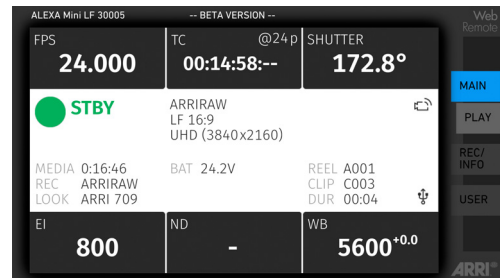 ALEXA Mini LF 30005
-- BETA VERSION --
Web
Remote
FPS
24.000
TC @24p
00:14:58:--
SHUTTER
172.8°
MAIN
PLAY
REC/
INFO
USER
STBY
ARRIRAW
LF 16:9
UHD (3840x2160)
MEDIA 0:16:46
REC ARRIRAW
LOOK ARRI 709
BAT 24.2V
REEL A001
CLIP C003
DUR 00:04
EI
800
ND
-
WB
5600+0.0
ARRI®